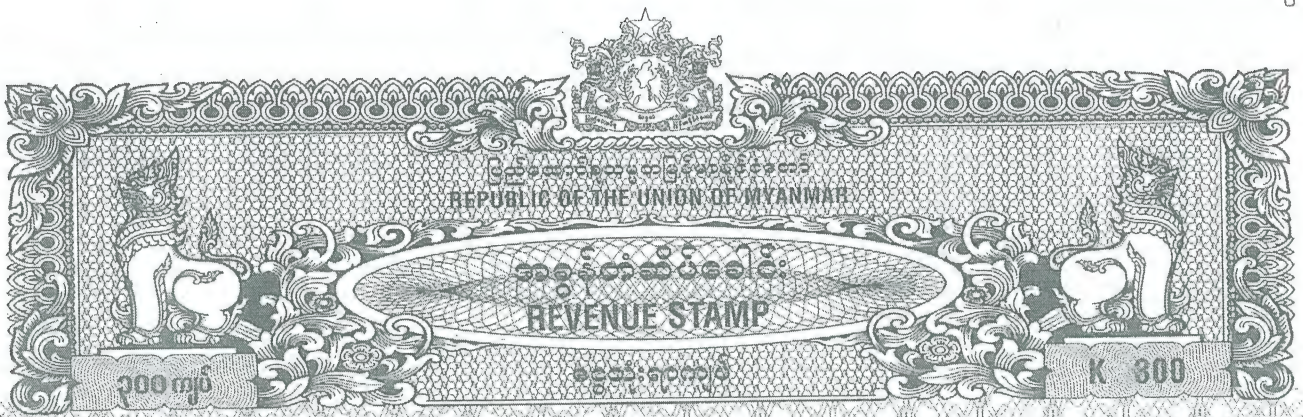 ပြည်ထောင်စုသမ္မတမြန်မာနိုင်ငံတော်
REPUBLIC OF THE UNION OF MYANMAR
အခွန်တံဆိပ်ခေါင်း
REVENUE STAMP
၃၀၀ ကျပ်
ငွေသုံးရာကျပ်
K 300